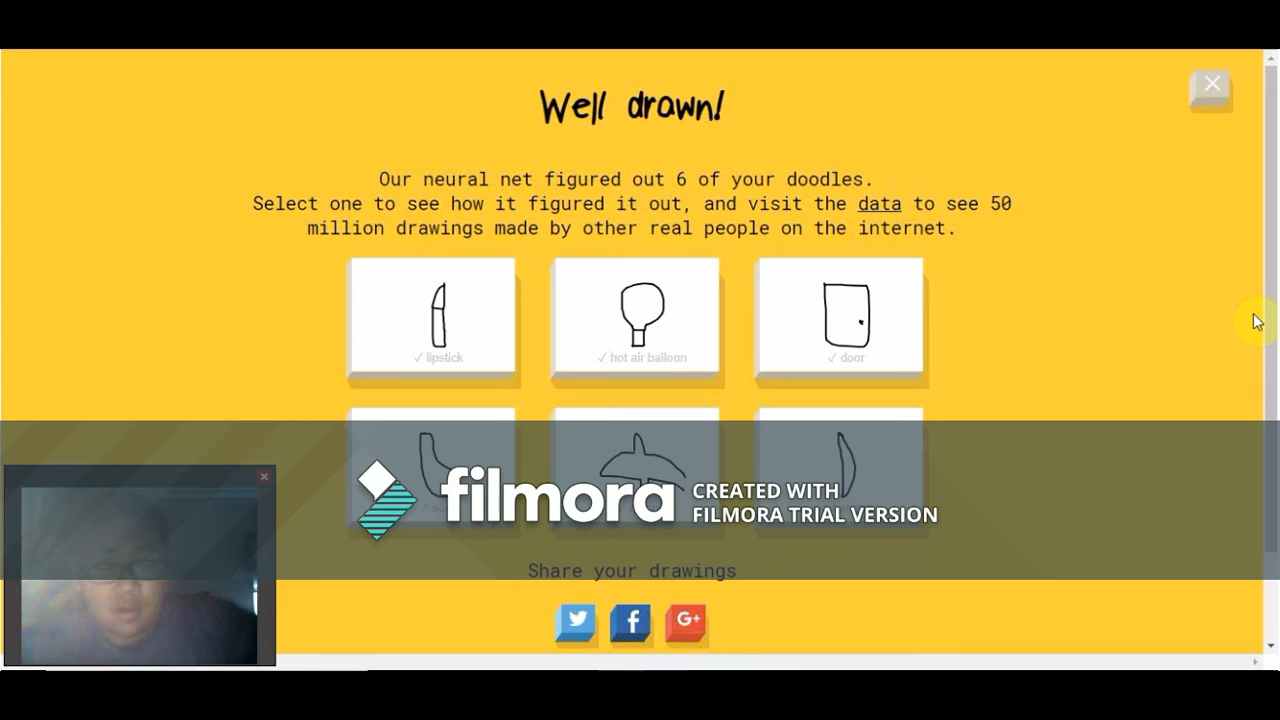 Well drawn!
Our neural net figured out 6 of your doodles.
Select one to see how it figured it out, and visit the data to see 50
million drawings made by other real people on the internet.
✓ lipstick
✓ hot air balloon
✓ door
filmora
CREATED WITH
FILMORA TRIAL VERSION
Share your drawings
G+